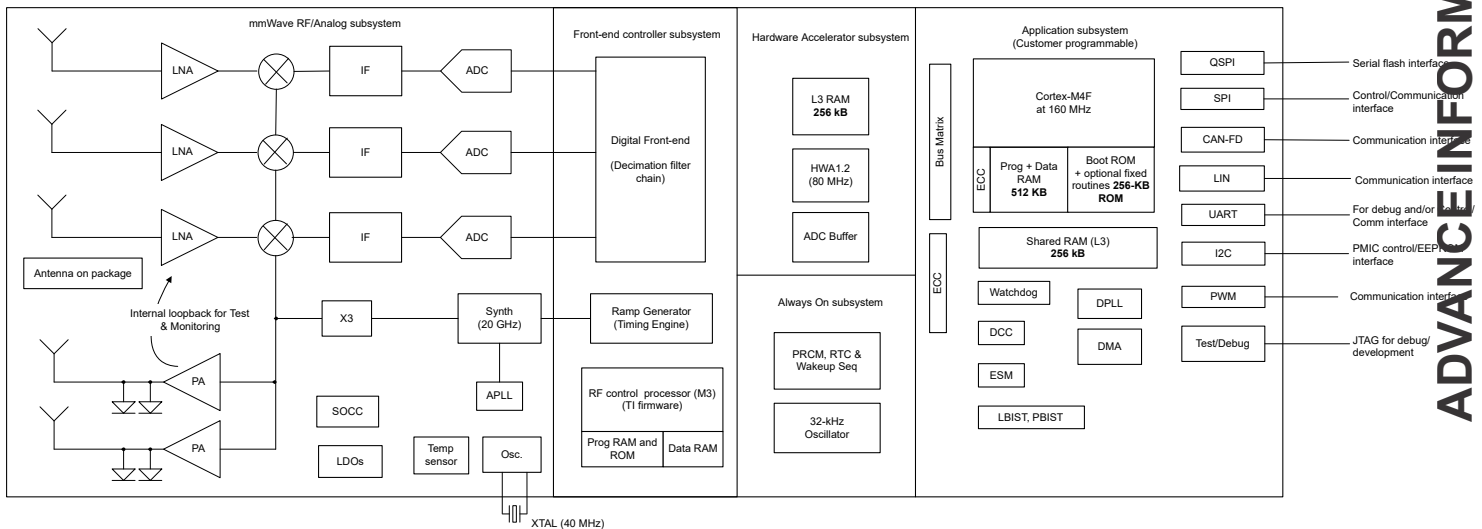 mmWave RF/Analog subsystem
LNA
IF
ADC
LNA
IF
ADC
LNA
IF
ADC
Antenna on package
Internal loopback for Test
& Monitoring
PA
PA
X3
Synth
(20 GHz)
APLL
SOCC
LDOs
Temp
sensor
Osc.
XTAL (40 MHz)
Front-end controller subsystem
Digital Front-end
(Decimation filter
chain)
Ramp Generator
(Timing Engine)
RF control processor (M3)
(TI firmware)
Prog RAM and
ROM
Data RAM
Hardware Accelerator subsystem
L3 RAM
256 kB
HWA1.2
(80 MHz)
ADC Buffer
Always On subsystem
PRCM, RTC &
Wakeup Seq
32-kHz
Oscillator
Application subsystem
(Customer programmable)
Bus Matrix
Cortex-M4F
at 160 MHz
ECC
Prog + Data
RAM
512 KB
Boot ROM
+ optional fixed
routines 256-KB
ROM
ECC
Shared RAM (L3)
256 kB
Watchdog
DPLL
DCC
DMA
ESM
LBIST, PBIST
QSPI
Serial flash interface
SPI
Control/Communication
interface
CAN-FD
Communication interface
LIN
Communication interface
UART
For debug and/or Control/
Comm interface
I2C
PMIC control/EEPROM
interface
PWM
Communication interface
Test/Debug
JTAG for debug/
development
ADVANCE INFORM